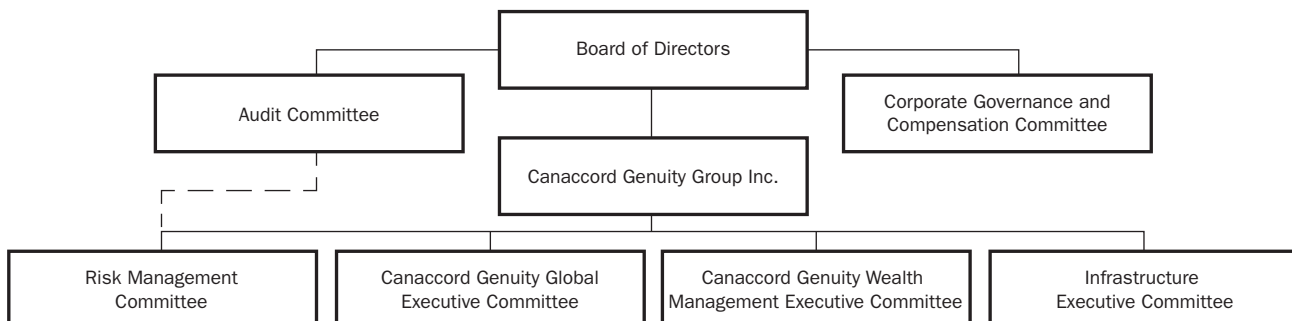 Board of Directors
Audit Committee
Corporate Governance and
Compensation Committee
Canaccord Genuity Group Inc.
Risk Management
Committee
Canaccord Genuity Global
Executive Committee
Canaccord Genuity Wealth
Management Executive Committee
Infrastructure
Executive Committee